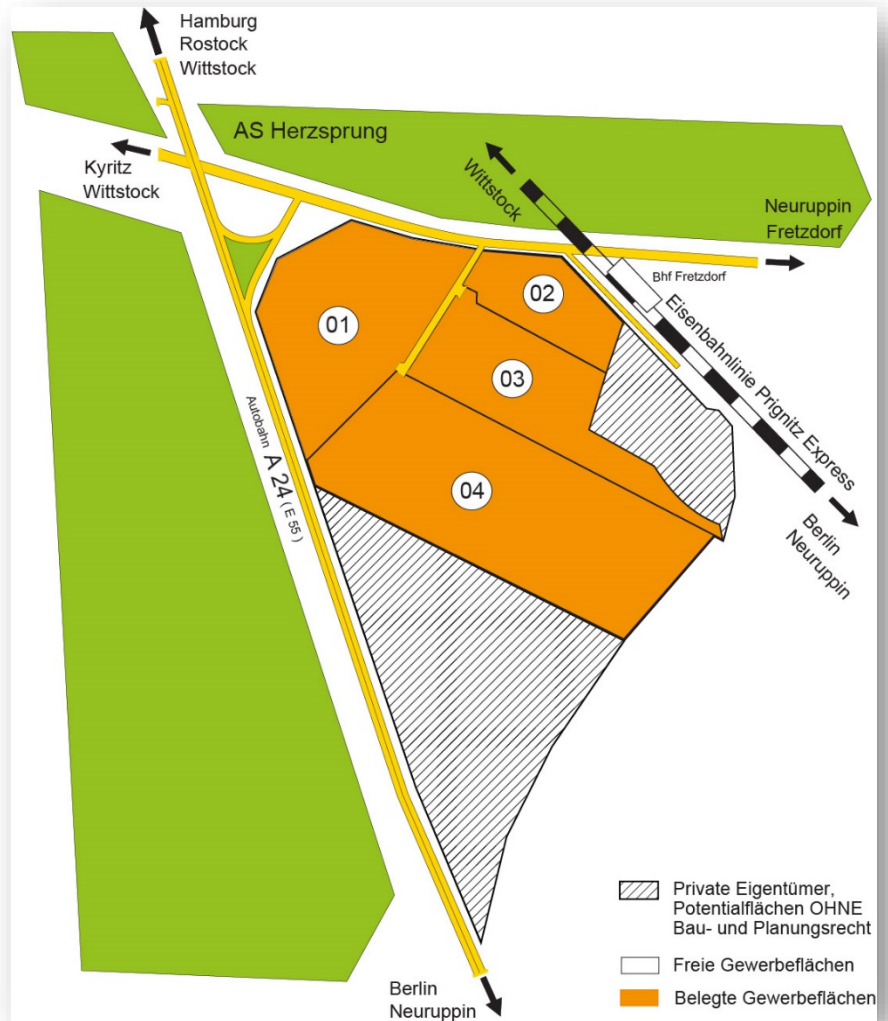 Hamburg
Rostock
Wittstock
AS Herzsprung
Kyritz
Wittstock
Wittstock
Neuruppin
Fretzdorf
Bhf Fretzdorf
Eisenbahnlinie Prignitz Express
01
02
03
04
Autobahn A 24 ( E 55 )
Berlin
Neuruppin
Private Eigentümer,
Potentialflächen OHNE
Bau- und Planungsrecht
Freie Gewerbeflächen
Belegte Gewerbeflächen
Berlin
Neuruppin